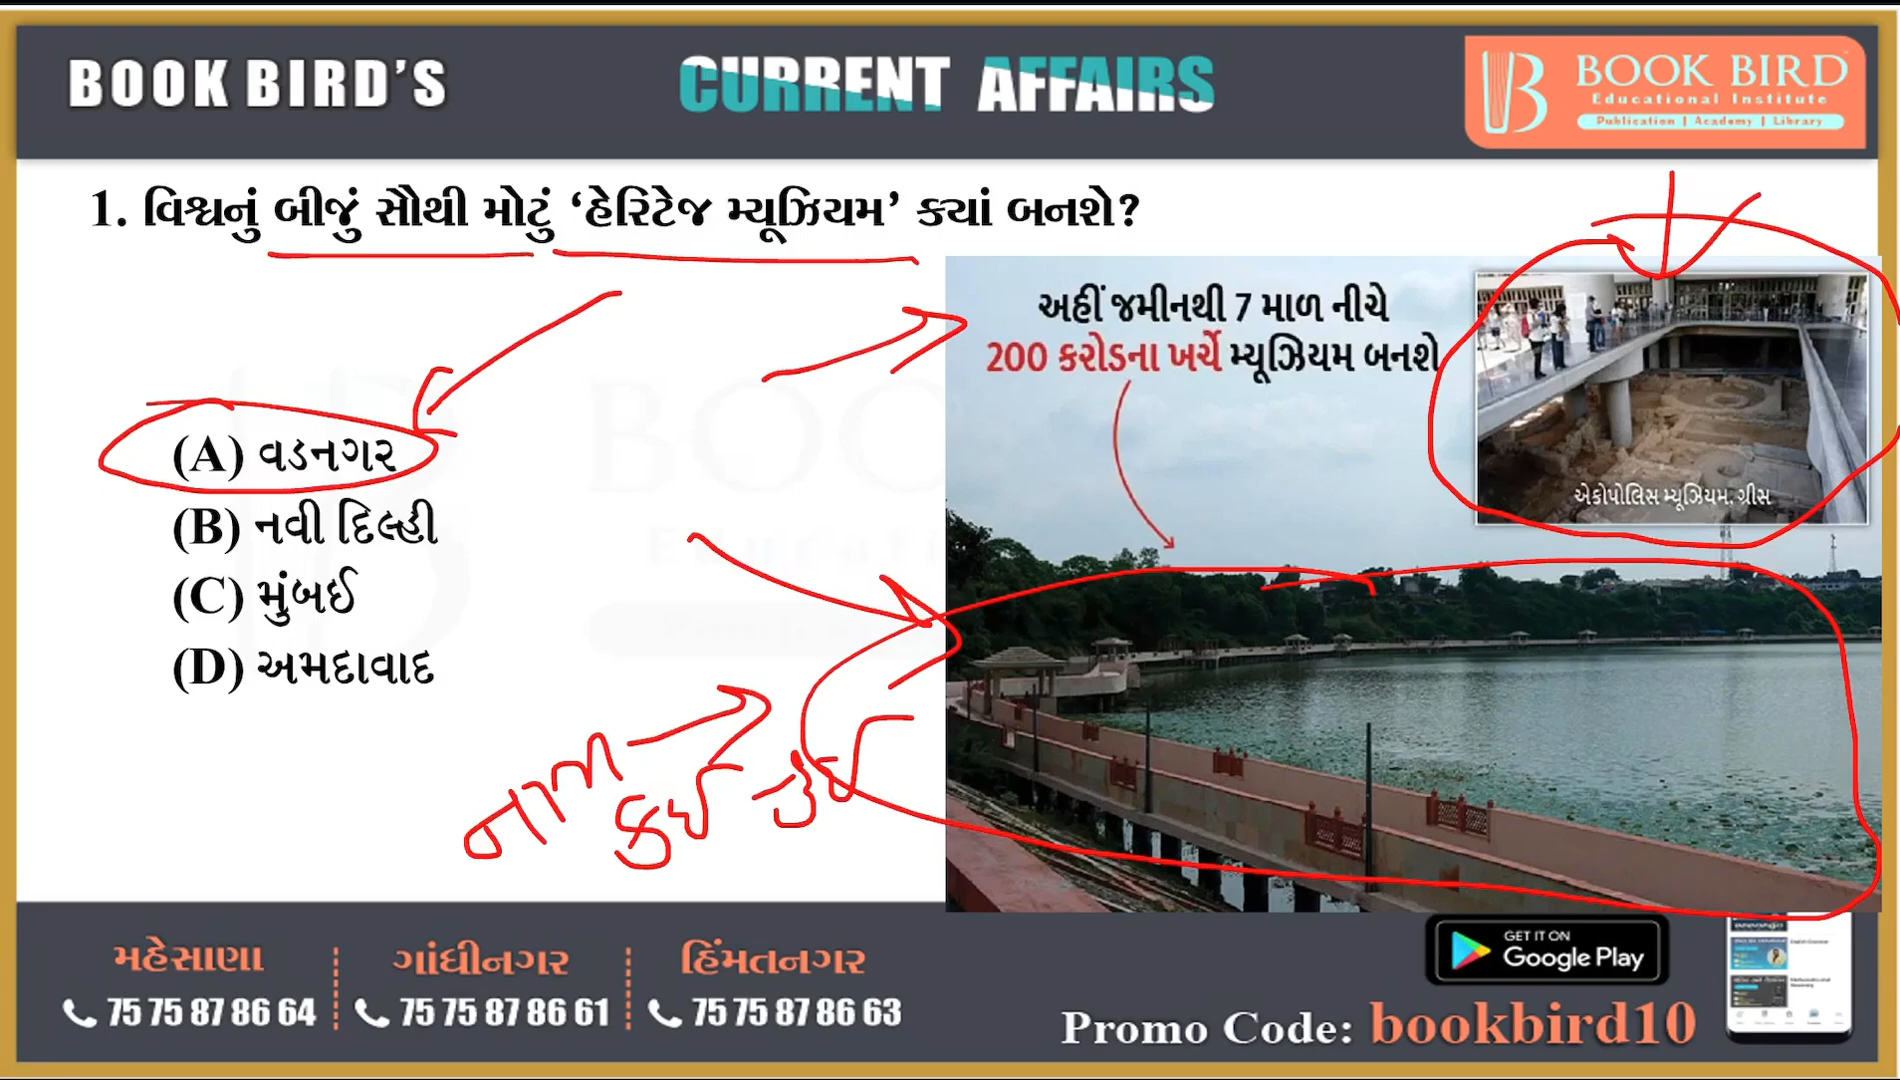 BOOK BIRD'S
CURRENT AFFAIRS
BOOK BIRD
Educational Institute
Publication | Academy | Library
1. વિશ્વનું બીજું સૌથી મોટું ‘હેરિટેજ મ્યૂઝિયમ’ ક્યાં બનશે?
અહીં જમીનથી 7 માળ નીચે
200 કરોડના ખર્ચે મ્યૂઝિયમ બનશે
એક્રોપોલિસ મ્યૂઝિયમ, ગ્રીસ
(A) વડનગર
(B) નવી દિલ્હી
(C) મુંબઈ
(D) અમદાવાદ
નામ
કઈ
મહેસાણા
75 75 87 86 64
ગાંધીનગર
75 75 87 86 61
હિંમતનગર
75 75 87 86 63
GET IT ON
Google Play
Promo Code: bookbird10